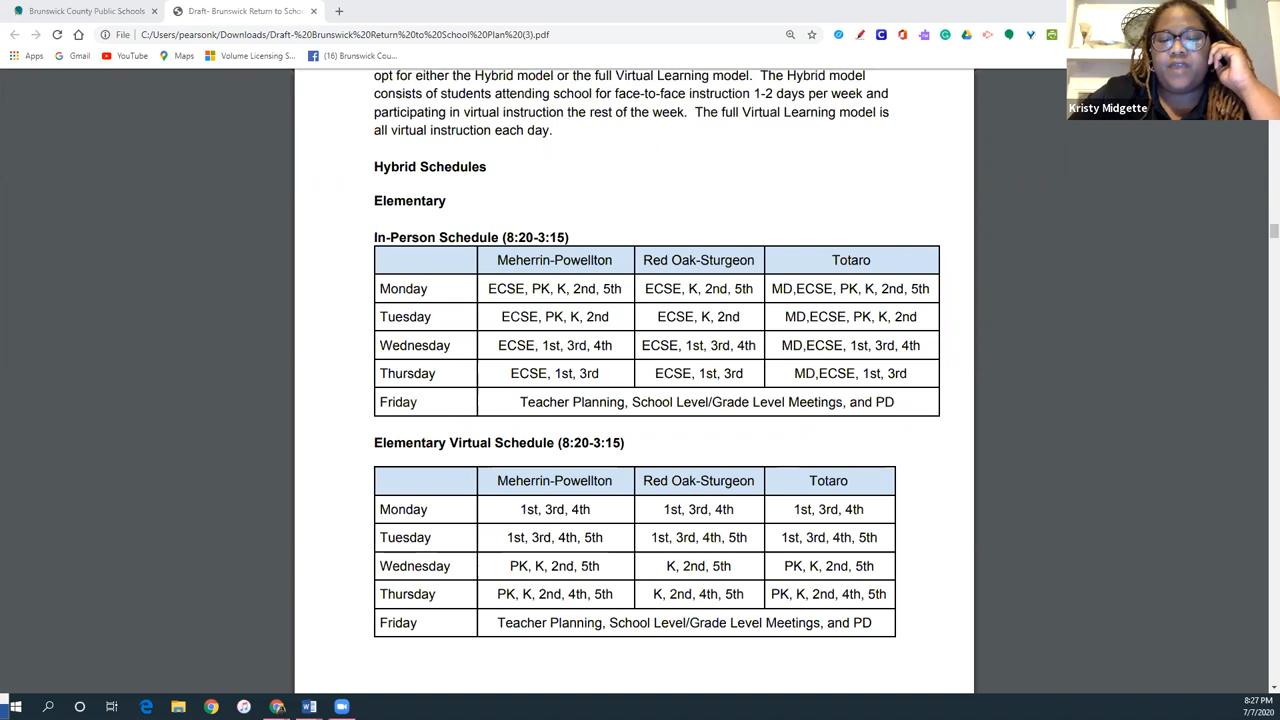 Brunswick County Public Schools
Draft- Brunswick Return to Schoo
File | C:/Users/pearsonk/Downloads/Draft-%20Brunswick%20Return%20to%20School%20Plan%20(3).pdf
Apps Gmail YouTube Maps Volume Licensing S... (16) Brunswick Coun...
Kristy Midgette
opt for either the Hybrid model or the full Virtual Learning model. The Hybrid model
consists of students attending school for face-to-face instruction 1-2 days per week and
participating in virtual instruction the rest of the week. The full Virtual Learning model is
all virtual instruction each day.
Hybrid Schedules
Elementary
In-Person Schedule (8:20-3:15)
Meherrin-Powellton Red Oak-Sturgeon Totaro
Monday ECSE, PK, K, 2nd, 5th ECSE, K, 2nd, 5th MD,ECSE, PK, K, 2nd, 5th
Tuesday ECSE, PK, K, 2nd ECSE, K, 2nd MD,ECSE, PK, K, 2nd
Wednesday ECSE, 1st, 3rd, 4th ECSE, 1st, 3rd, 4th MD,ECSE, 1st, 3rd, 4th
Thursday ECSE, 1st, 3rd ECSE, 1st, 3rd MD,ECSE, 1st, 3rd
Friday Teacher Planning, School Level/Grade Level Meetings, and PD
Elementary Virtual Schedule (8:20-3:15)
Meherrin-Powellton Red Oak-Sturgeon Totaro
Monday 1st, 3rd, 4th 1st, 3rd, 4th 1st, 3rd, 4th
Tuesday 1st, 3rd, 4th, 5th 1st, 3rd, 4th, 5th 1st, 3rd, 4th, 5th
Wednesday PK, K, 2nd, 5th K, 2nd, 5th PK, K, 2nd, 5th
Thursday PK, K, 2nd, 4th, 5th K, 2nd, 4th, 5th PK, K, 2nd, 4th, 5th
Friday Teacher Planning, School Level/Grade Level Meetings, and PD
8:27 PM
7/7/2020